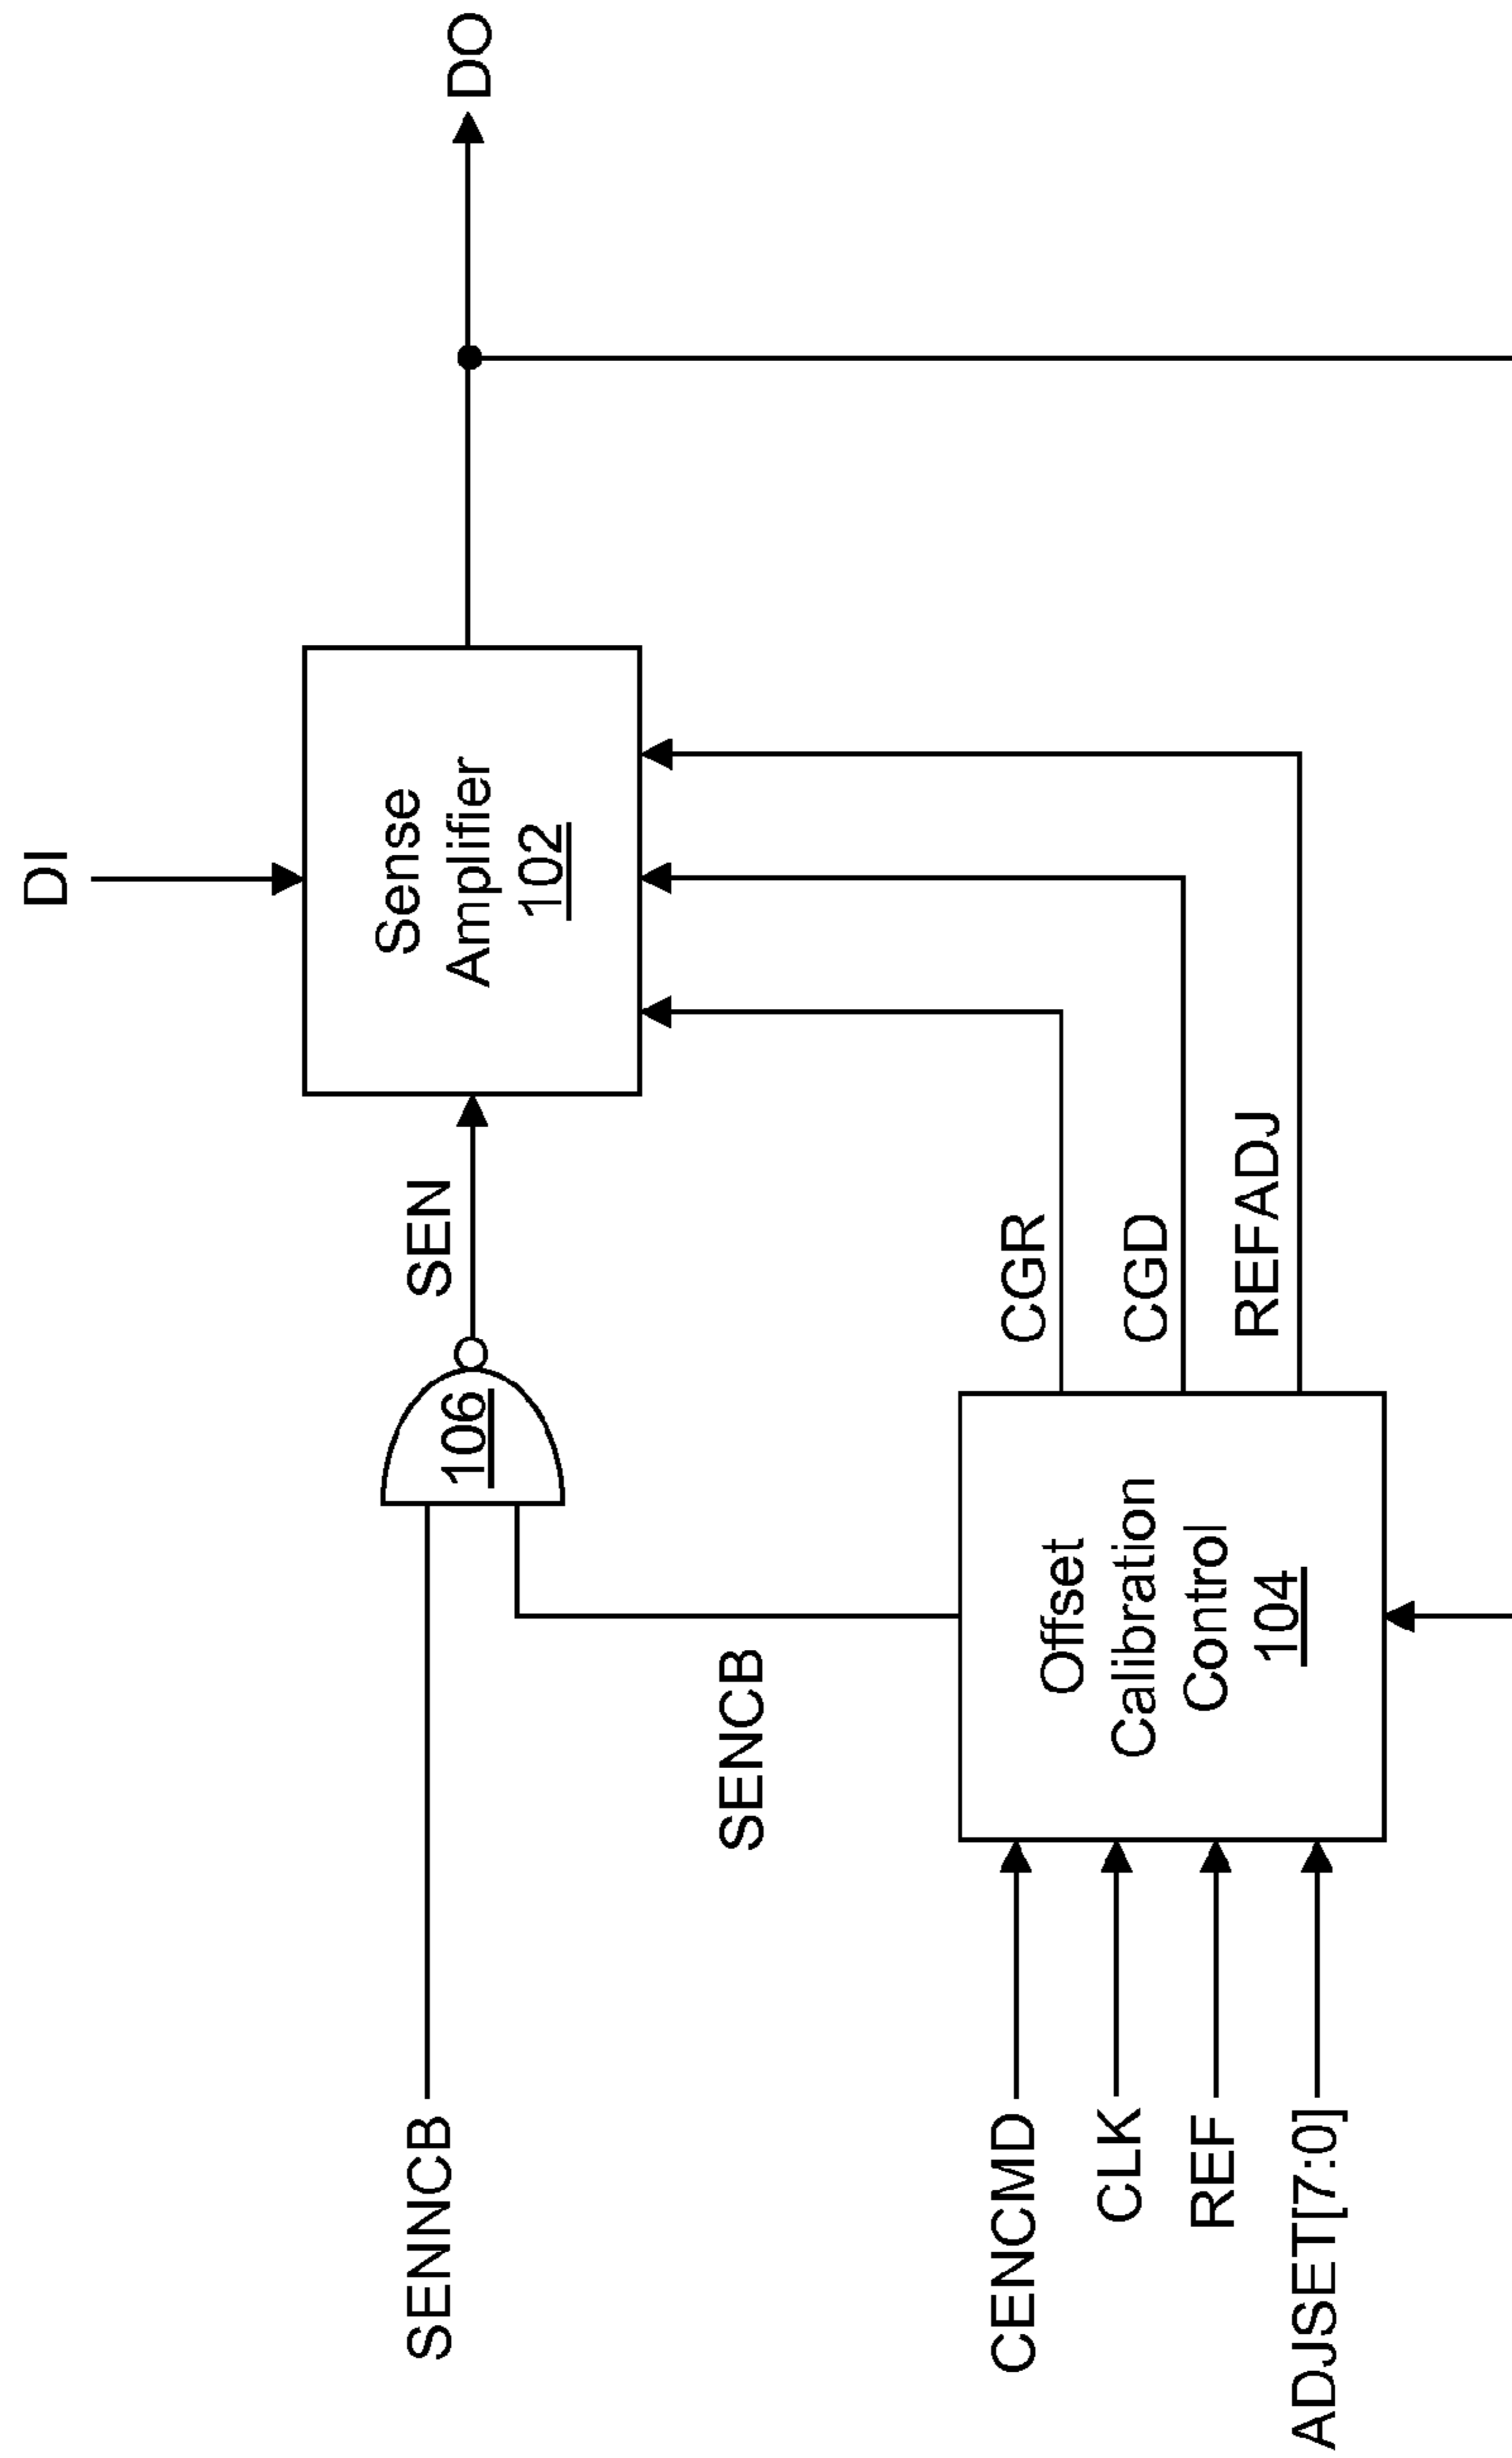 DI
SENNCB
106
SEN
Sense
Amplifier
102
DO
SENCB
CGR
CGD
REFADJ
CENCMD
CLK
REF
ADJSET[7:0]
Offset
Calibration
Control
104